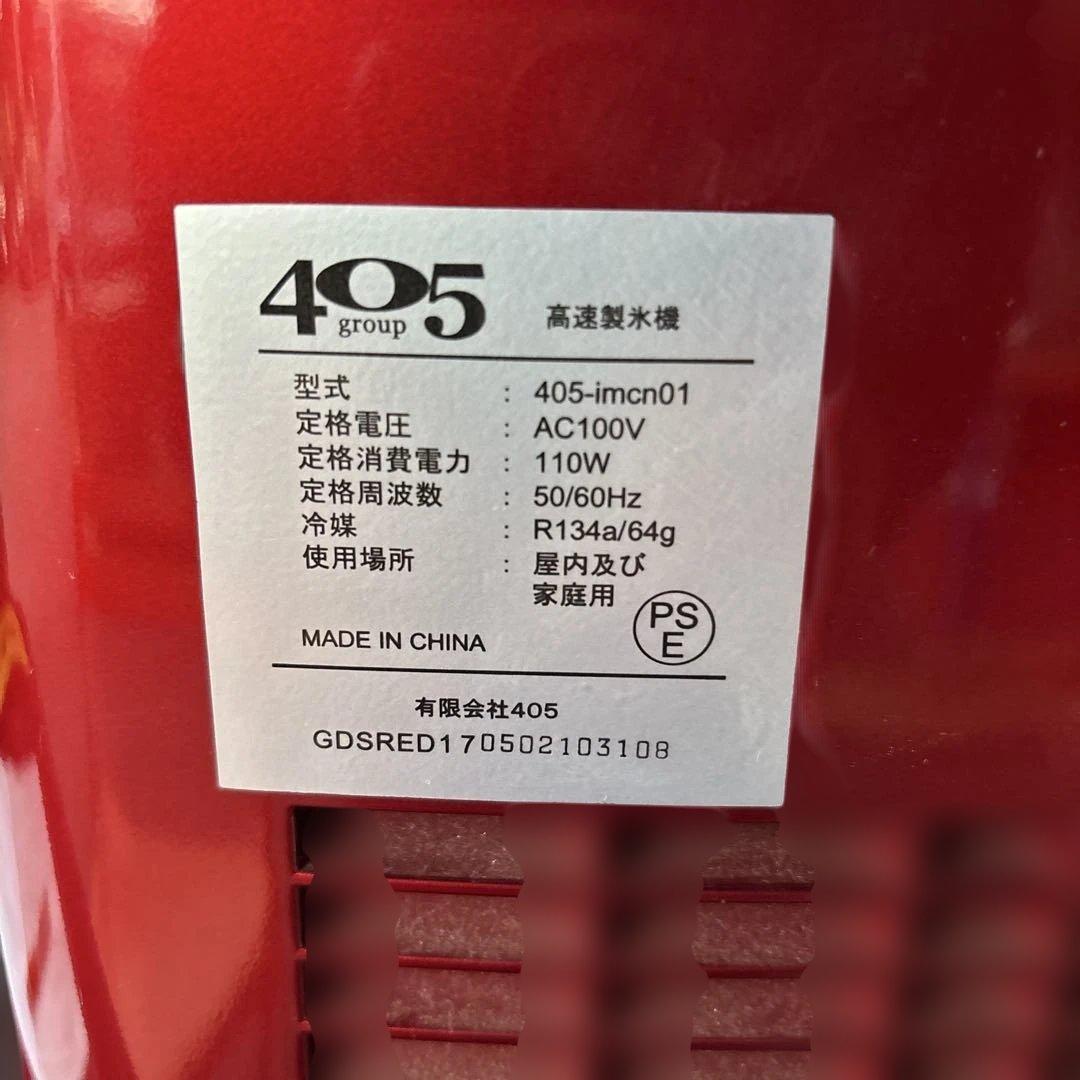 405 group 高速製氷機
型式 : 405-imcn01
定格電圧 : AC100V
定格消費電力 : 110W
定格周波数 : 50/60Hz
冷媒 : R134a/64g
使用場所 : 屋内及び
家庭用
PS
E
MADE IN CHINA
有限会社405
GDSRED170502103108